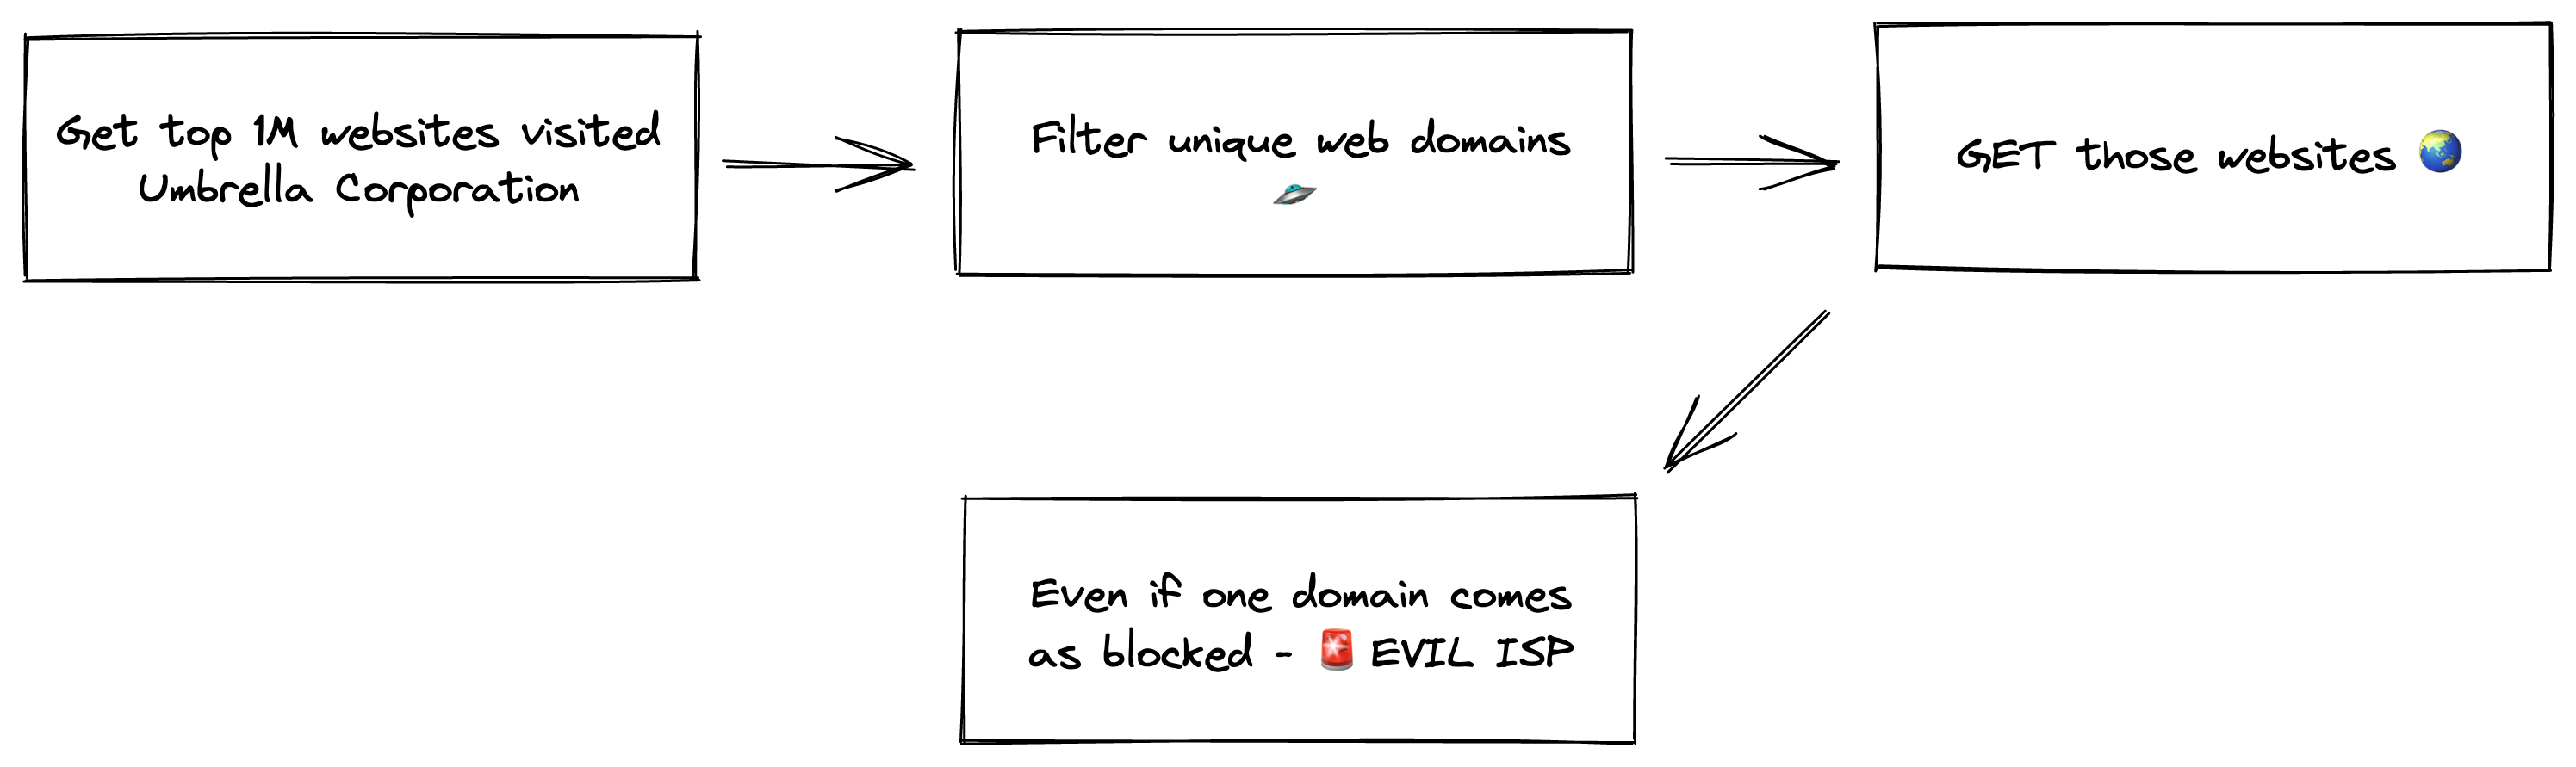 Get top 1M websites visited
Umbrella Corporation
Filter unique web domains
🛸
GET those websites 🌏
Even if one domain comes
as blocked - 🚨 EVIL ISP